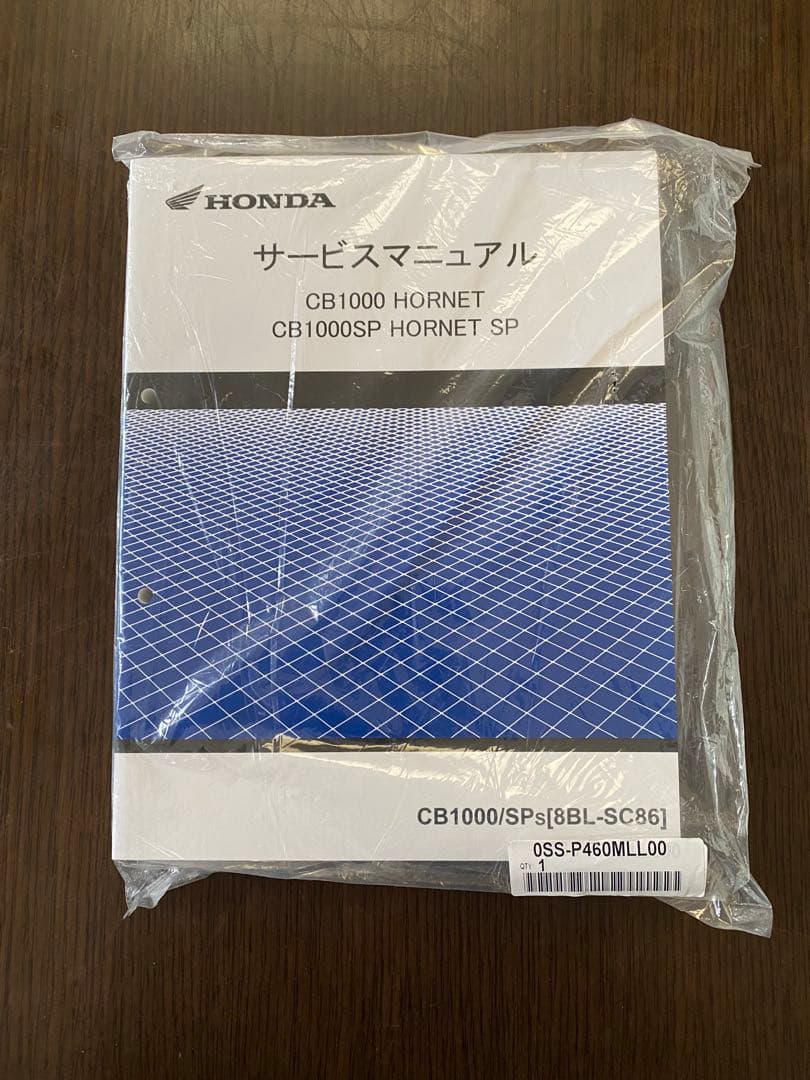 HONDA
サービスマニュアル
CB1000 HORNET
CB1000SP HORNET SP
CB1000/SPs[8BL-SC86]
0SS-P460MLL00
QTY 1